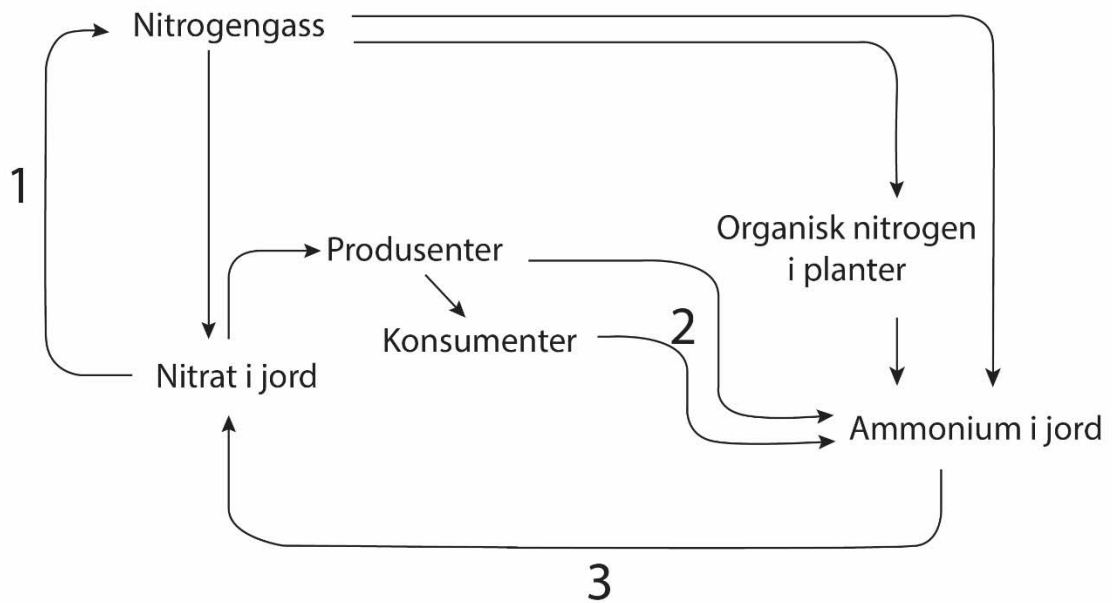 Nitrogengass
1
Organisk nitrogen
i planter
Produsenter
2
Konsumenter
Nitrat i jord
Ammonium i jord
3